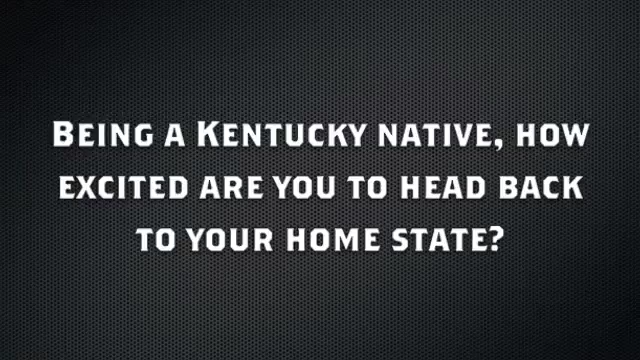 Being a Kentucky native, how
excited are you to head back
to your home state?